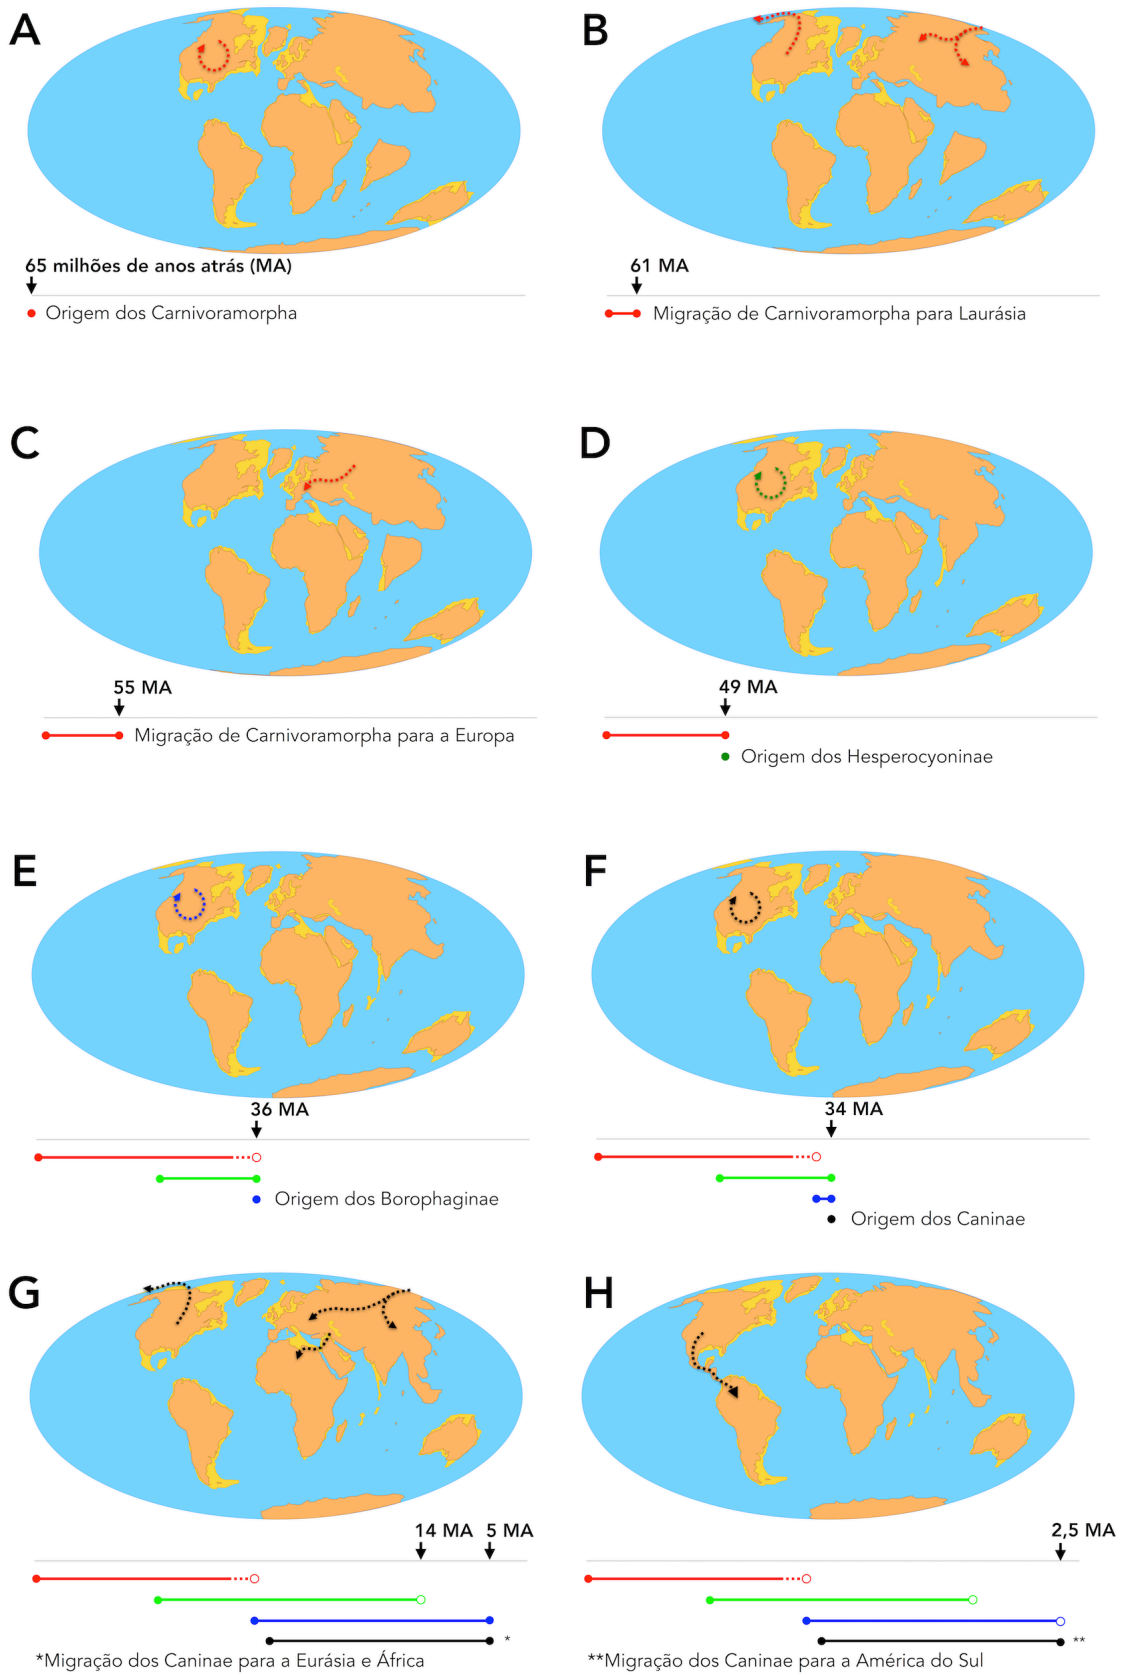 A
B
65 milhões de anos atrás (MA)
Origem dos Carnivoramorpha
61 MA
Migração de Carnivoramorpha para Laurásia
C
D
55 MA
Migração de Carnivoramorpha para a Europa
49 MA
Origem dos Hesperocyoninae
E
F
36 MA
Origem dos Borophaginae
34 MA
Origem dos Caninae
G
H
14 MA 5 MA
*
*Migração dos Caninae para a Eurásia e África
2,5 MA
**
**Migração dos Caninae para a América do Sul